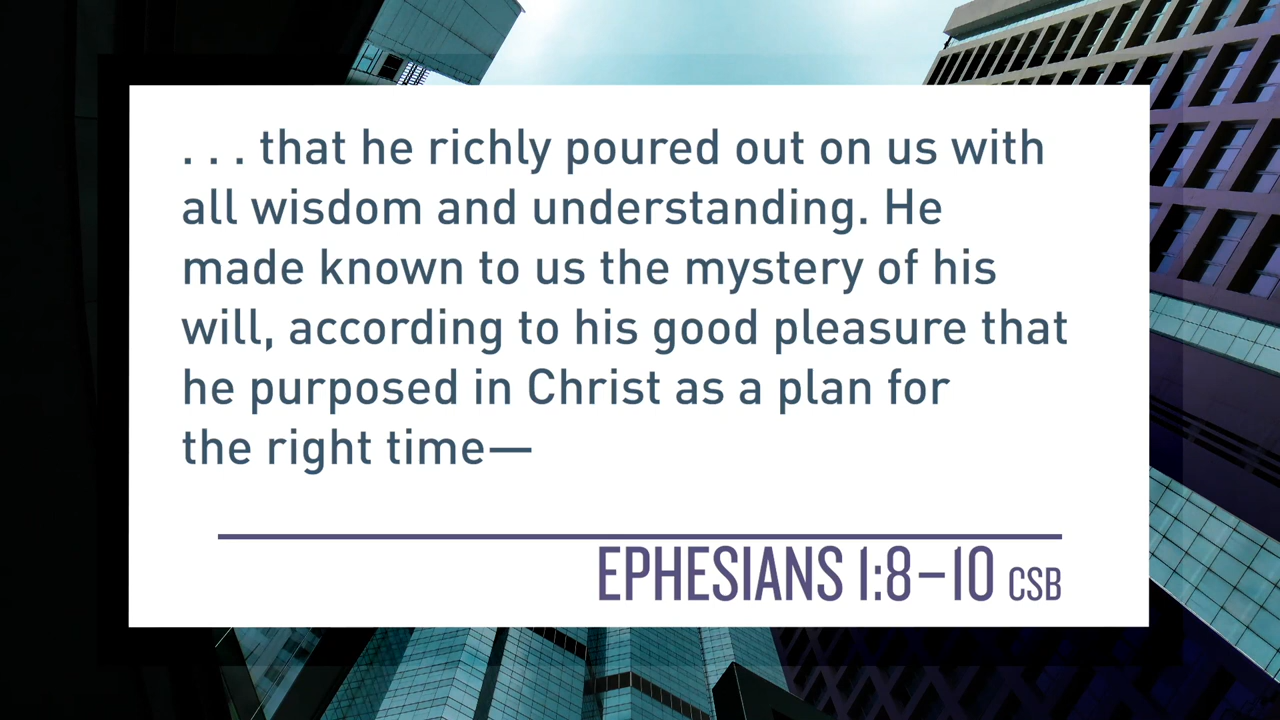 . . . that he richly poured out on us with
all wisdom and understanding. He
made known to us the mystery of his
will, according to his good pleasure that
he purposed in Christ as a plan for
the right time—
EPHESIANS 1:8–10 CSB